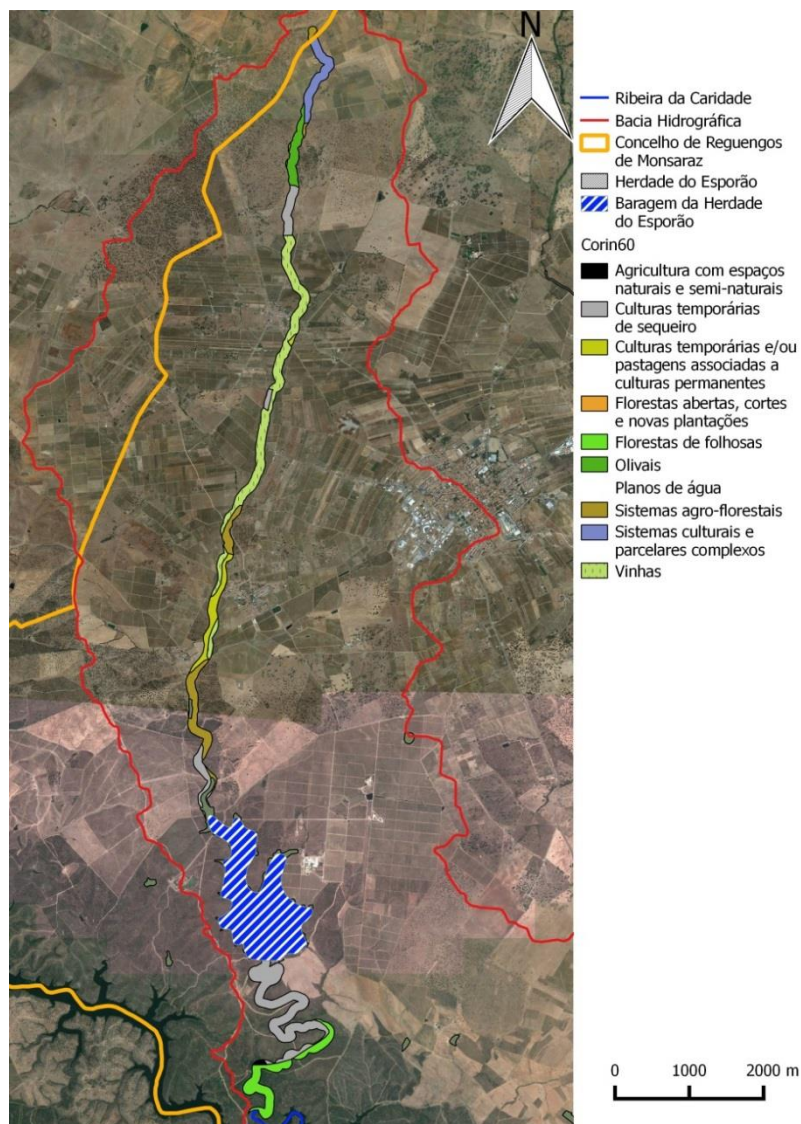 N
Ribeira da Caridade
Bacia Hidrográfica
Concelho de Reguengos
de Monsaraz
Herdade do Esporão
Baragem da Herdade
do Esporão
Corin60
Agricultura com espaços
naturais e semi-naturais
Culturas temporárias
de sequeiro
Culturas temporárias e/ou
pastagens associadas a
culturas permanentes
Florestas abertas, cortes
e novas plantações
Florestas de folhosas
Olivais
Planos de água
Sistemas agro-florestais
Sistemas culturais e
parcelares complexos
Vinhas
0 1000 2000 m